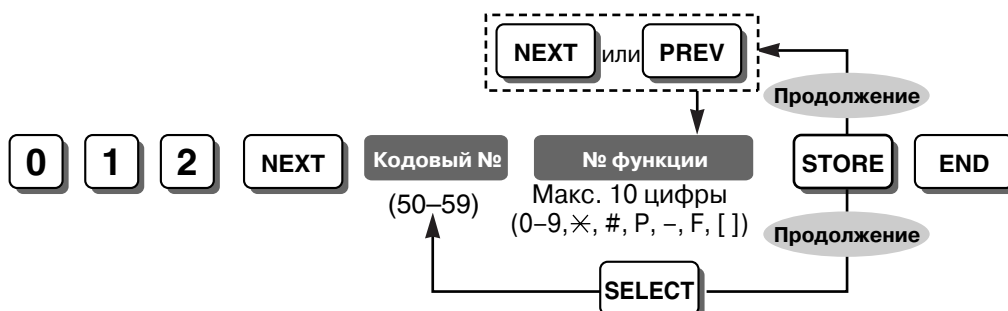 NEXT или PREV
Продолжение
0 1 2 NEXT Кодовый № № функции STORE END
(50–59) Макс. 10 цифры
(0–9, ✳, #, P, –, F, [ ])
Продолжение
SELECT